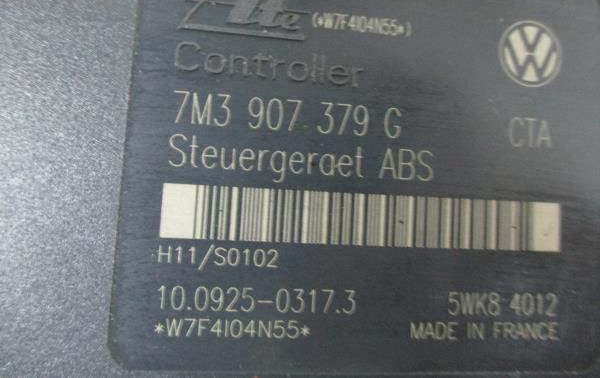 Ate (*W7F4I04N55*)
Controller
7M3 907 379 G CTA
Steuergeraet ABS
H11/S0102
10.0925-0317.3 5WK8 4012
*W7F4I04N55* MADE IN FRANCE